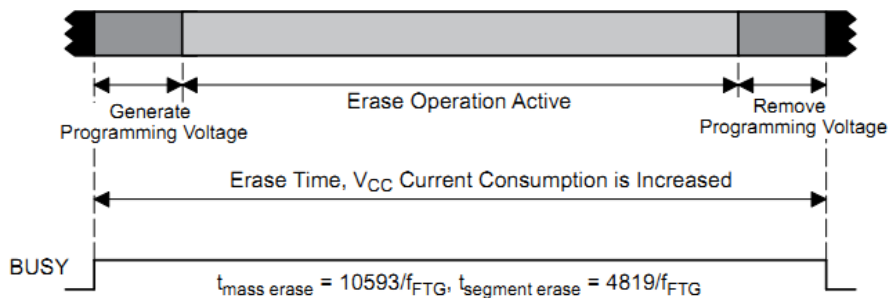 Generate
Programming Voltage
Erase Operation Active
Remove
Programming Voltage
Erase Time, VCC Current Consumption is Increased
BUSY
tmass erase = 10593/fFTG, tsegment erase = 4819/fFTG